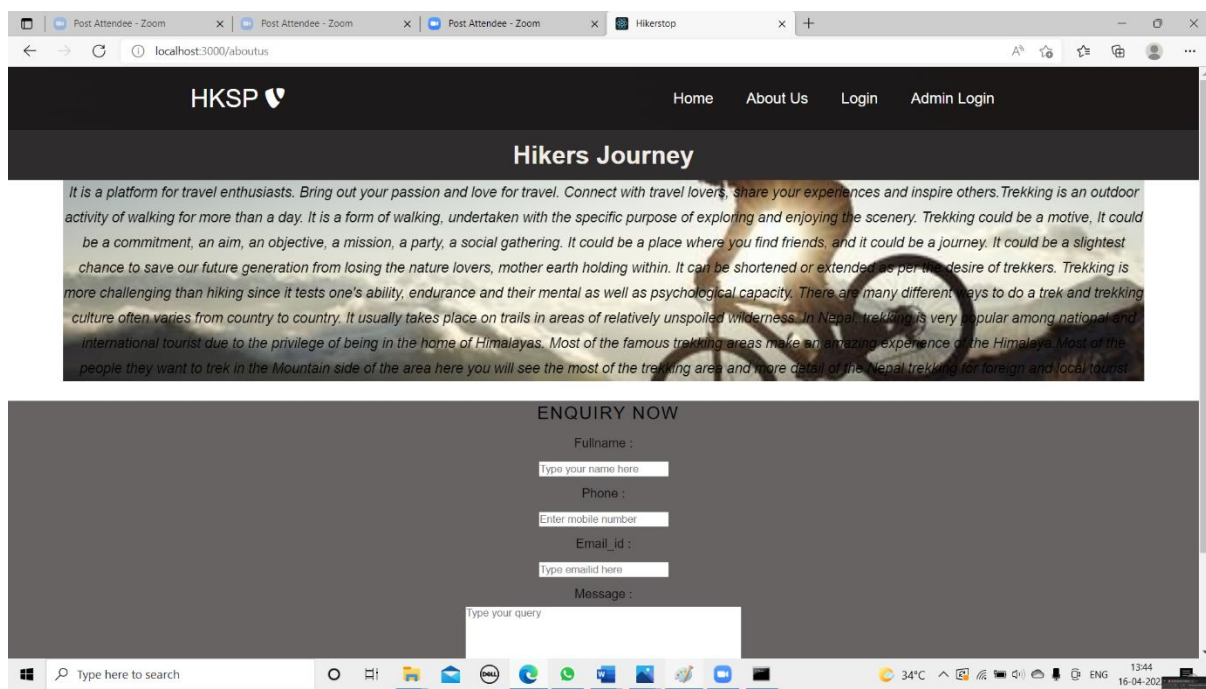 Post Attendee - Zoom
Post Attendee - Zoom
Post Attendee - Zoom
Hikerstop
localhost:3000/aboutus
HKSP
Home About Us Login Admin Login
Hikers Journey
It is a platform for travel enthusiasts. Bring out your passion and love for travel. Connect with travel lovers, share your experiences and inspire others.Trekking is an outdoor
activity of walking for more than a day. It is a form of walking, undertaken with the specific purpose of exploring and enjoying the scenery. Trekking could be a motive, It could
be a commitment, an aim, an objective, a mission, a party, a social gathering. It could be a place where you find friends, and it could be a journey. It could be a slightest
chance to save our future generation from losing the nature lovers, mother earth holding within. It can be shortened or extended as per the desire of trekkers. Trekking is
more challenging than hiking since it tests one's ability, endurance and their mental as well as psychological capacity. There are many different ways to do a trek and trekking
culture often varies from country to country. It usually takes place on trails in areas of relatively unspoiled wilderness. In Nepal, trekking is very popular among national and
international tourist due to the privilege of being in the home of Himalayas. Most of the famous trekking areas make an amazing experience of the Himalaya.Most of the
people they want to trek in the Mountain side of the area here you will see the most of the trekking area and more detail of the Nepal trekking for foreign and local tourist
ENQUIRY NOW
Fullname :
Type your name here
Phone :
Enter mobile number
Email_id :
Type emailid here
Message :
Type your query
Type here to search
DELL
34°C
ENG
13:44
16-04-202